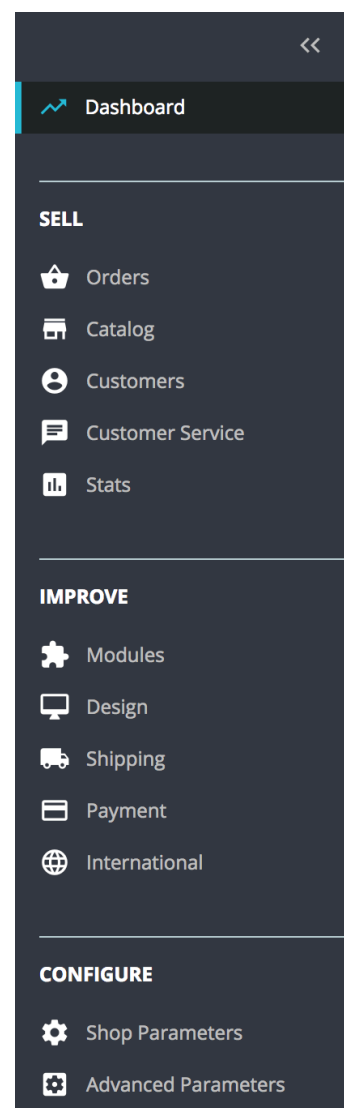 Dashboard
SELL
Orders
Catalog
Customers
Customer Service
Stats
IMPROVE
Modules
Design
Shipping
Payment
International
CONFIGURE
Shop Parameters
Advanced Parameters